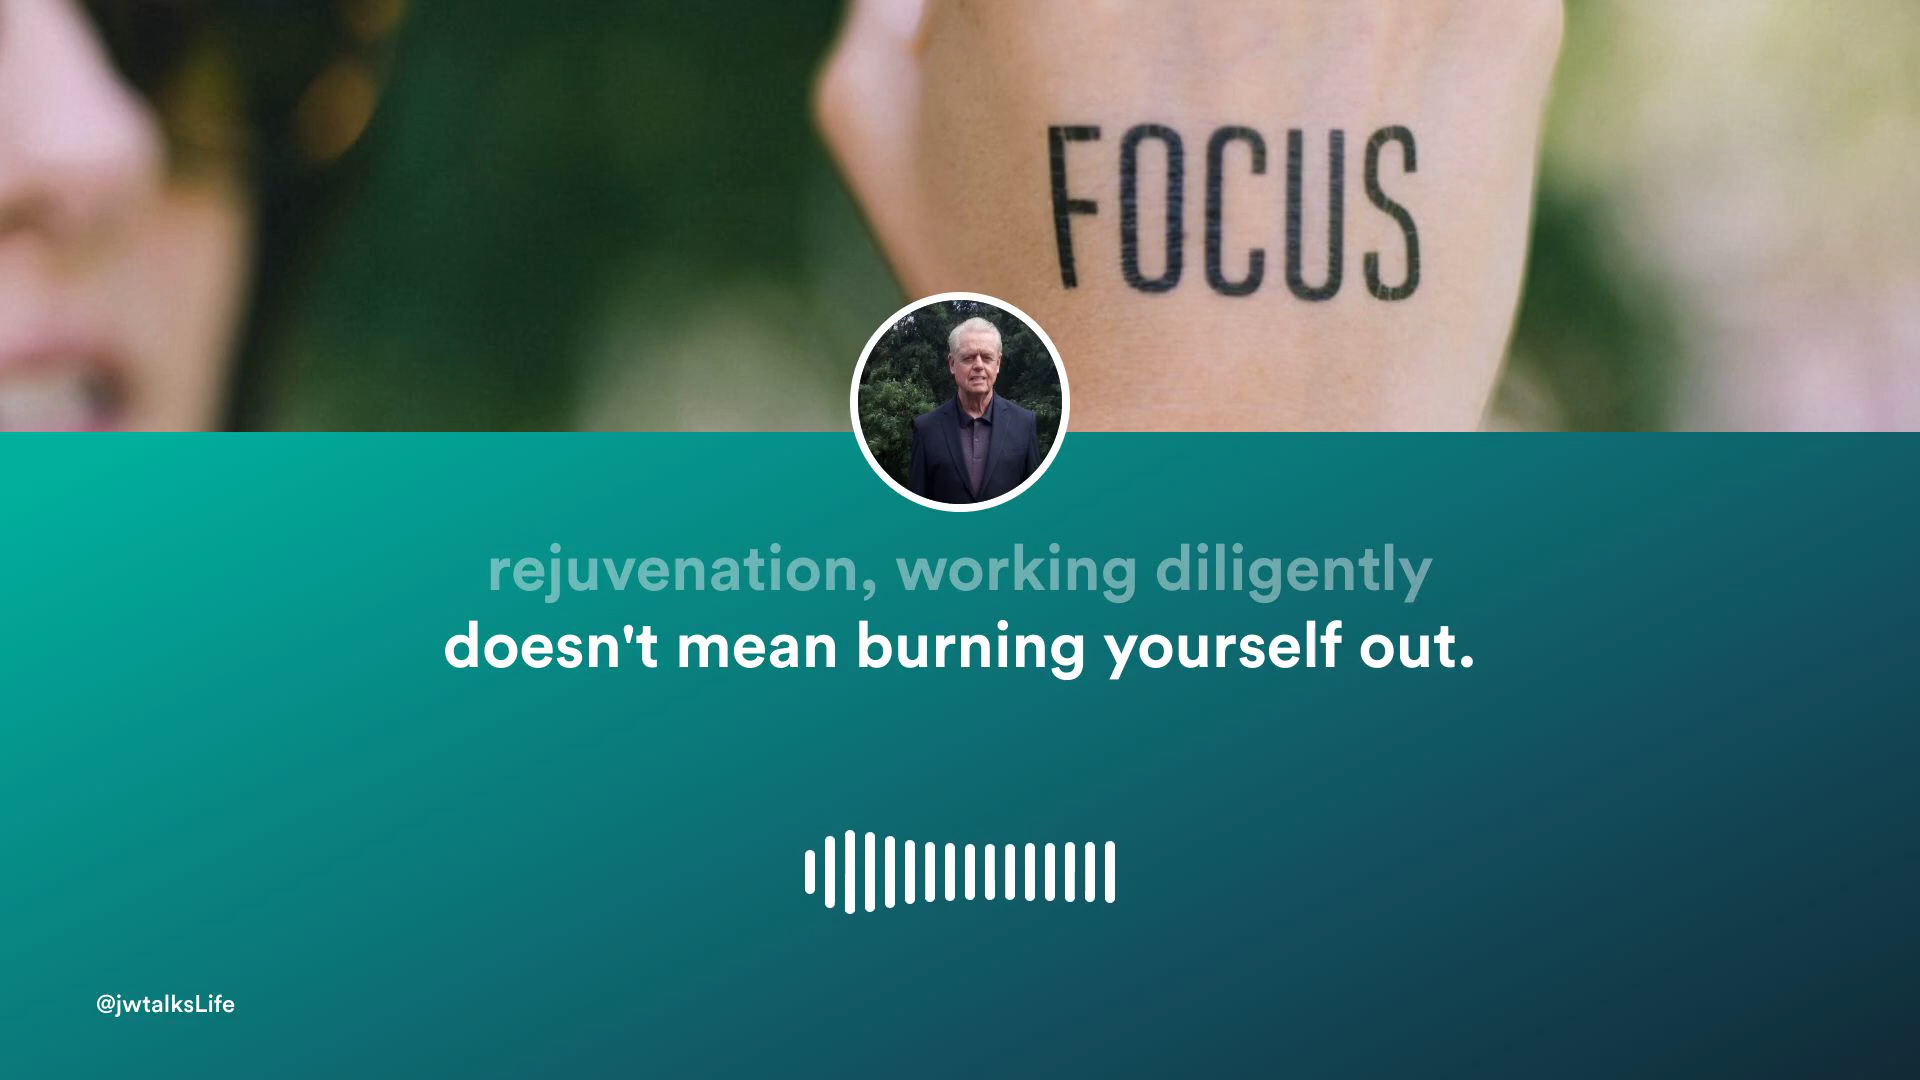 FOCUS
rejuvenation, working diligently
doesn't mean burning yourself out.
@jwtalksLife